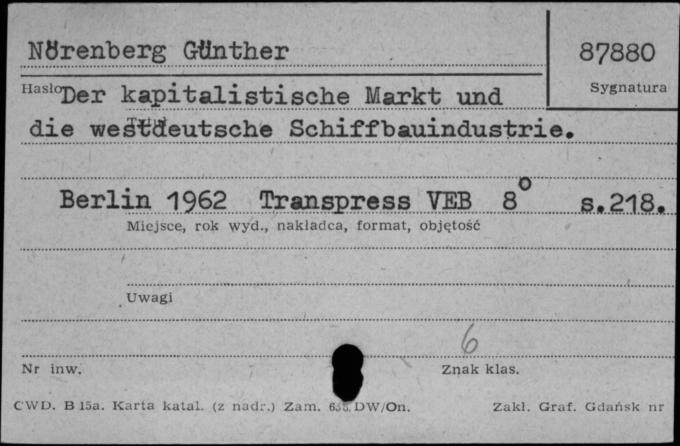 Nörenberg Günther
87880
Hasło
Sygnatura
Der kapitalistische Markt und
Tytuł
die westdeutsche Schiffbauindustrie.
Berlin 1962 Transpress VEB 8° s.218.
Miejsce, rok wyd., nakładca, format, objętość
Uwagi
6
Nr inw.
Znak klas.
CWD. B 15a. Karta katal. (z nadr.) Zam. DW/On.
Zakł. Graf. Gdańsk nr